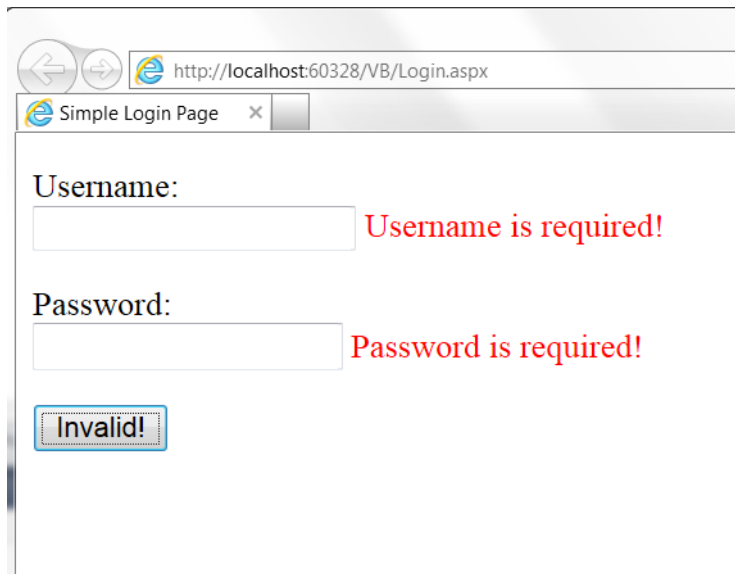 http://localhost:60328/VB/Login.aspx
Simple Login Page
Username:
Username is required!
Password:
Password is required!
Invalid!